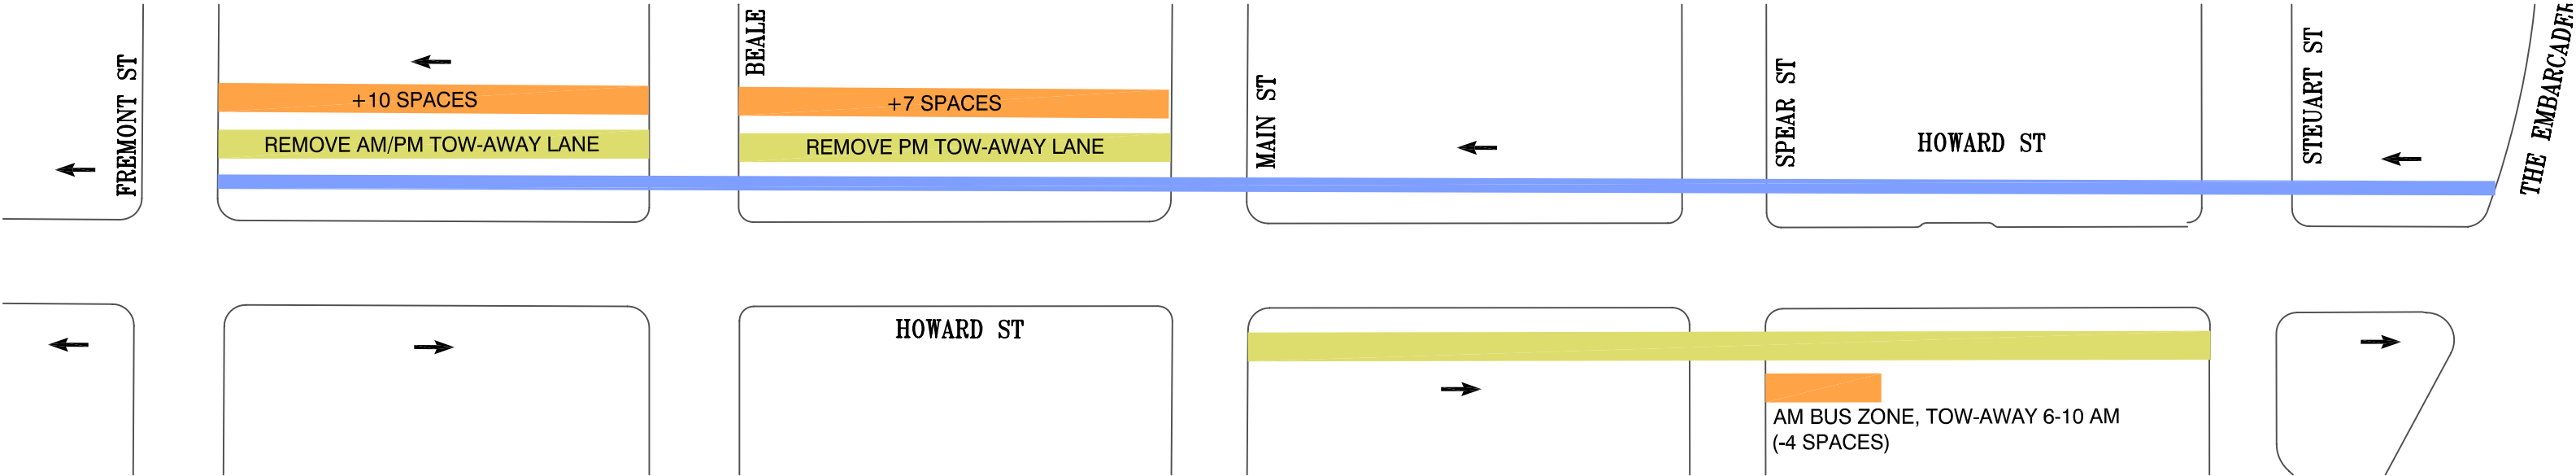 FREMONT ST
+10 SPACES
REMOVE AM/PM TOW-AWAY LANE
BEALE
+7 SPACES
REMOVE PM TOW-AWAY LANE
MAIN ST
SPEAR ST
HOWARD ST
STEUART ST
THE EMBARCADER
HOWARD ST
AM BUS ZONE, TOW-AWAY 6-10 AM
(-4 SPACES)